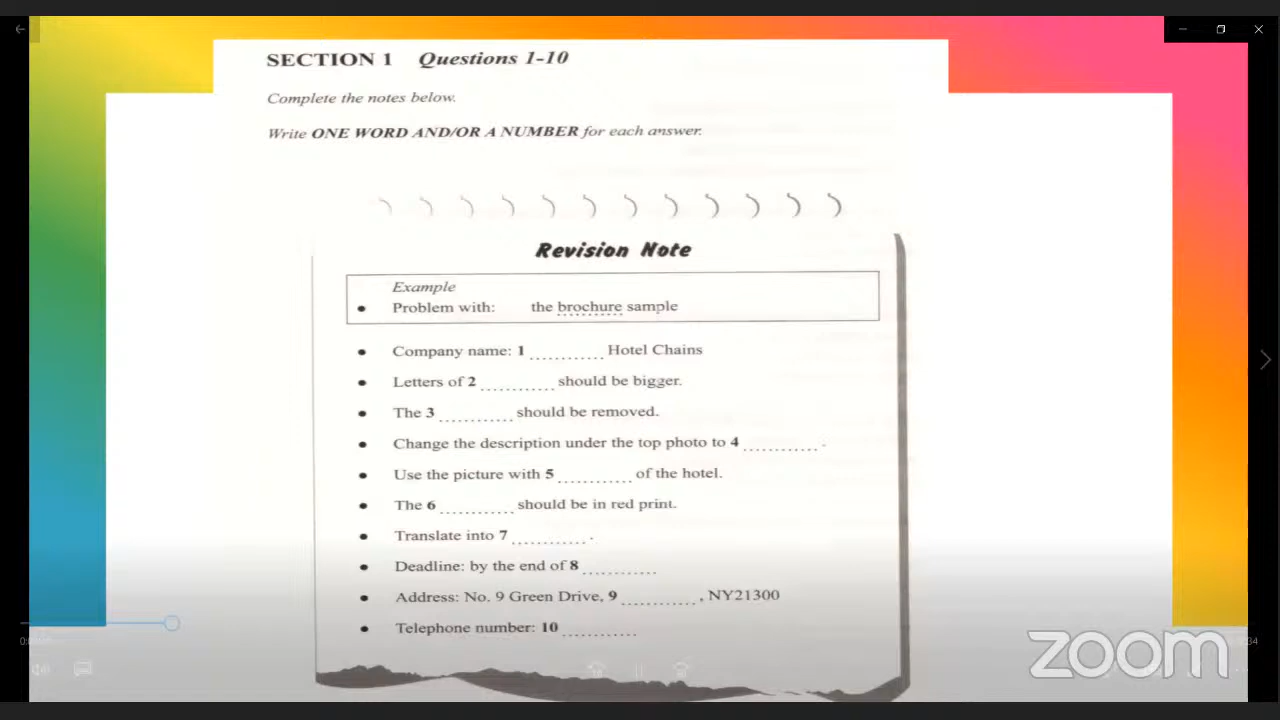 SECTION 1 Questions 1-10
Complete the notes below.
Write ONE WORD AND/OR A NUMBER for each answer.
Revision Note
Example
• Problem with: the brochure sample
• Company name: 1 .......... Hotel Chains
• Letters of 2 .......... should be bigger.
• The 3 .......... should be removed.
• Change the description under the top photo to 4 .......... .
• Use the picture with 5 .......... of the hotel.
• The 6 .......... should be in red print.
• Translate into 7 .......... .
• Deadline: by the end of 8 ..........
• Address: No. 9 Green Drive, 9 .......... , NY21300
• Telephone number: 10 ..........
zoom